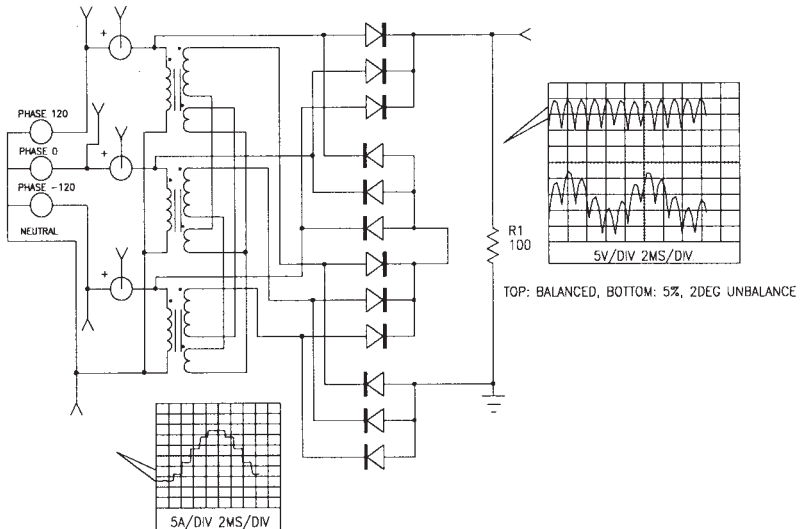 PHASE 120
PHASE 0
PHASE -120
NEUTRAL
+
+
+
R1
100
5V/DIV 2MS/DIV
TOP: BALANCED, BOTTOM: 5%, 2DEG UNBALANCE
5A/DIV 2MS/DIV